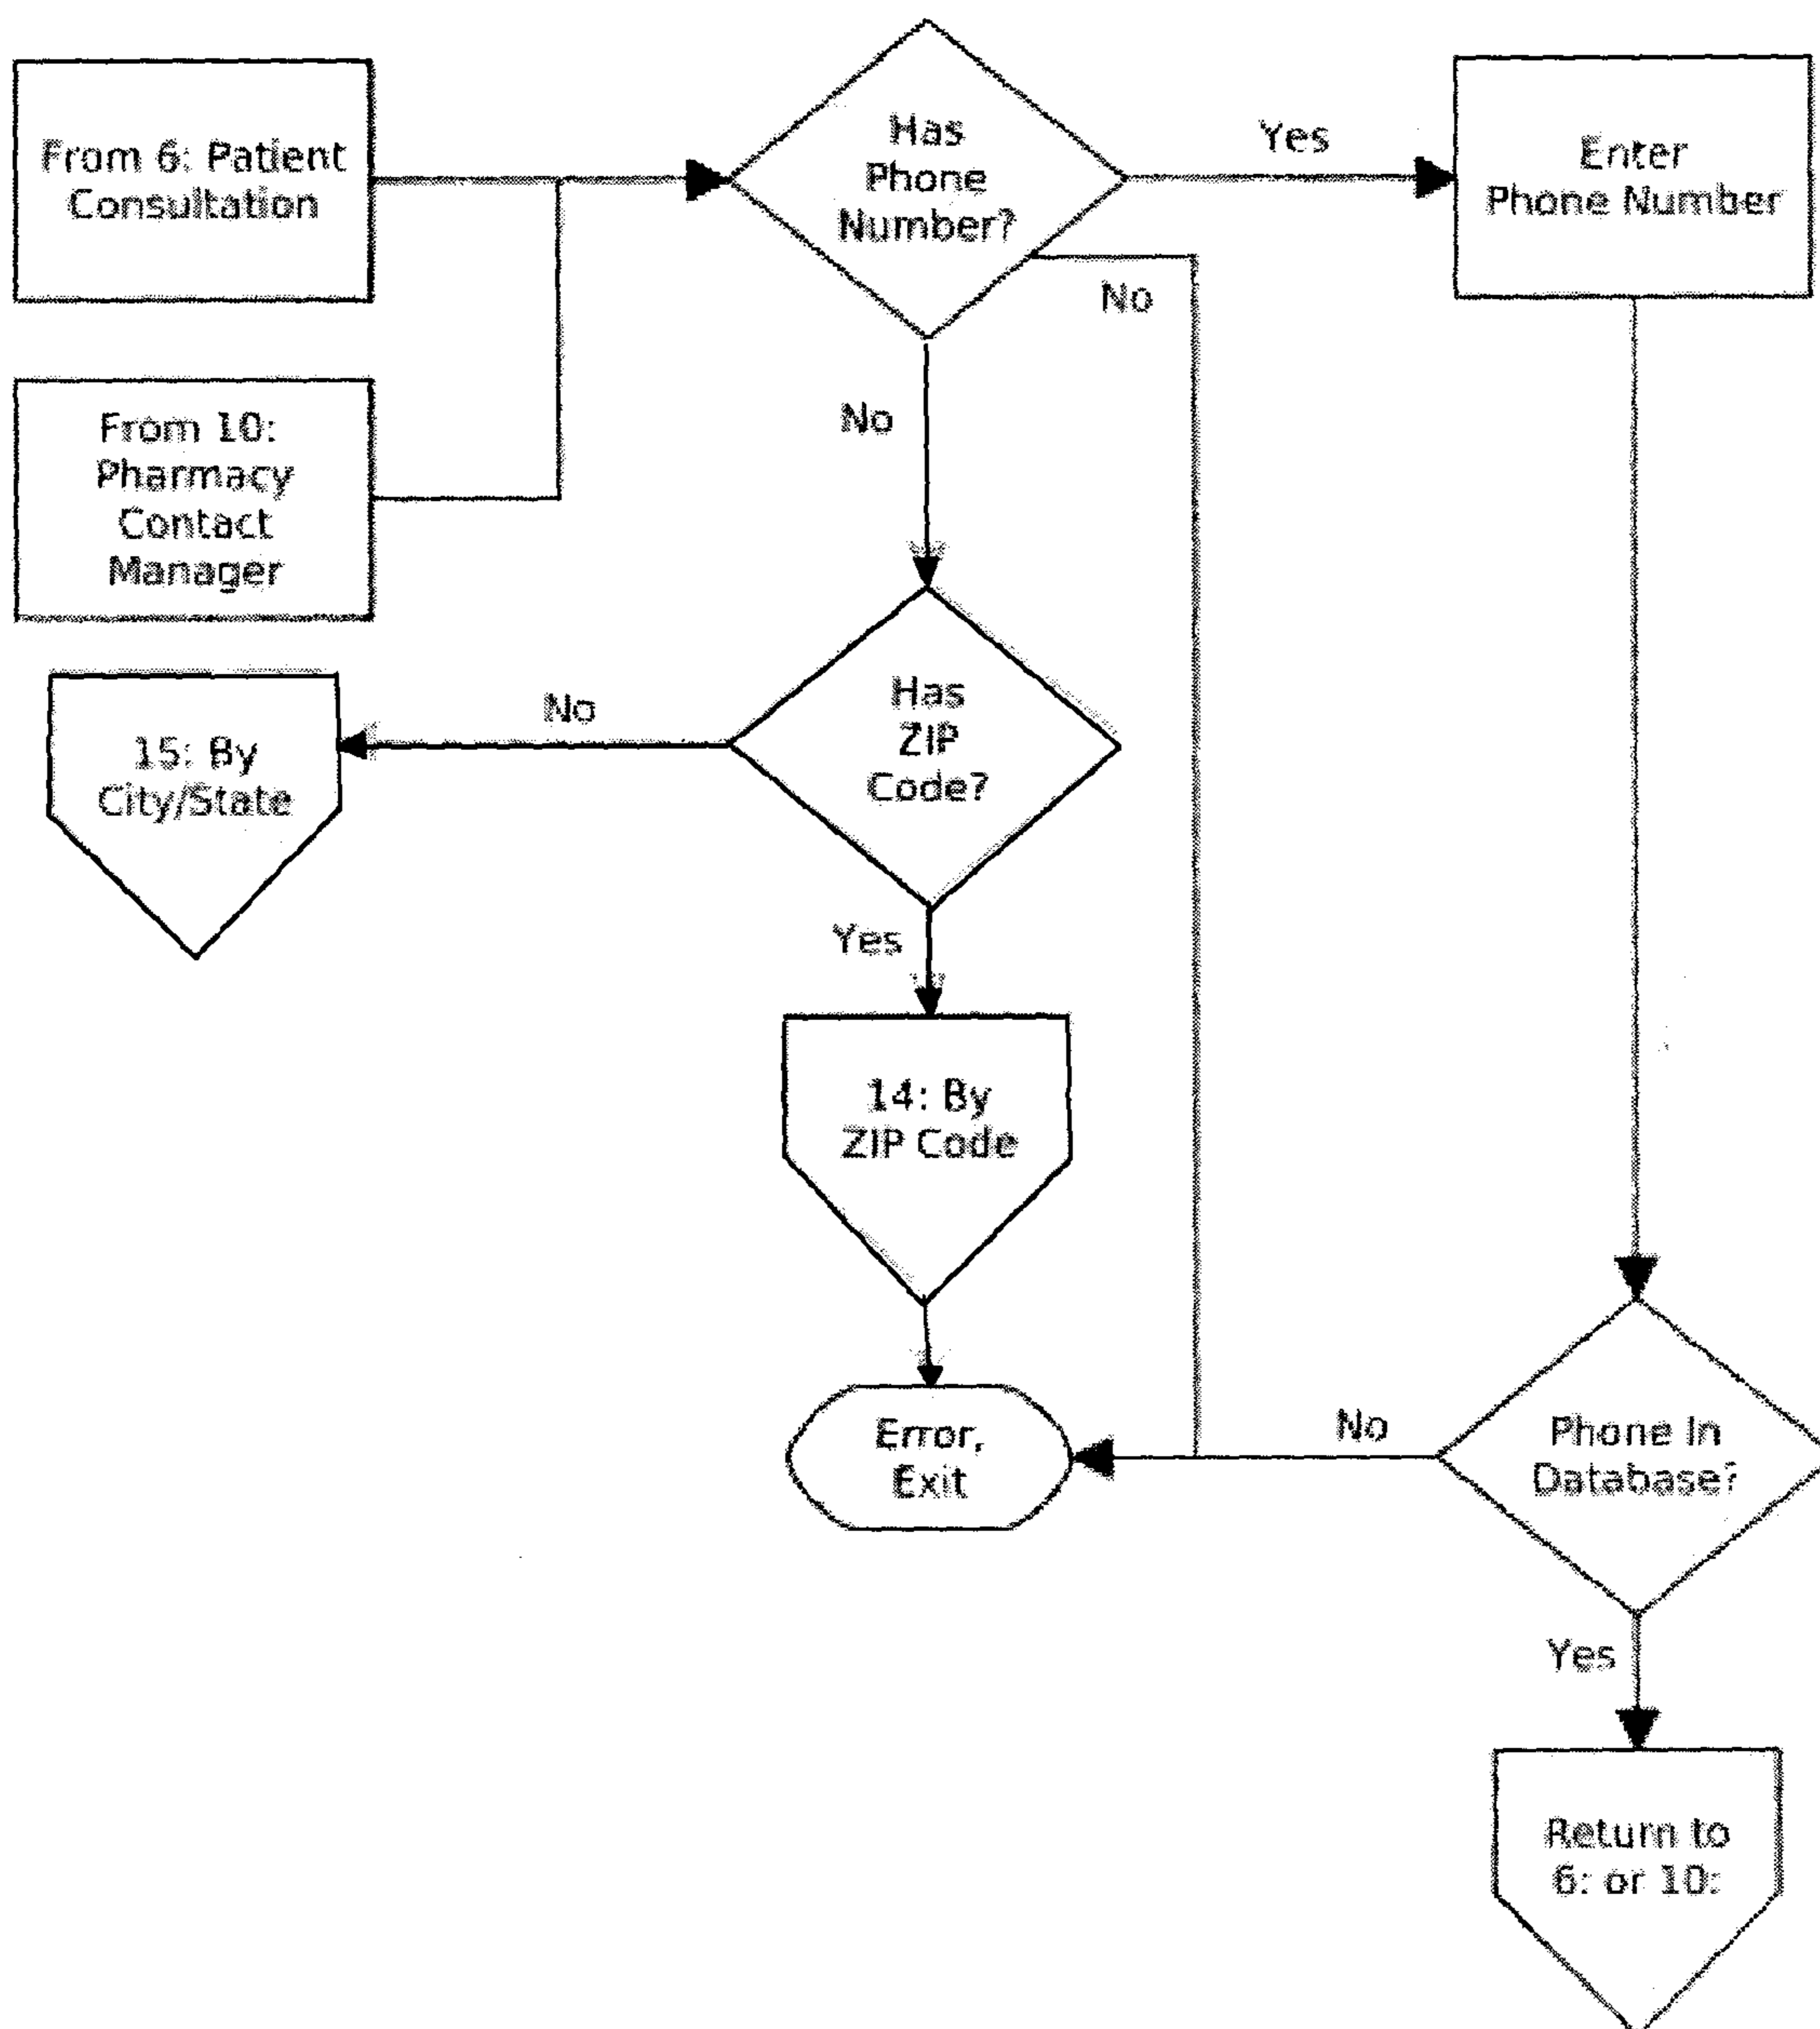 From 6: Patient
Consultation
Has
Phone
Number?
Yes
Enter
Phone Number
No
No
From 10:
Pharmacy
Contact
Manager
Has
ZIP
Code?
No
15: By
City/State
Yes
14: By
ZIP Code
Error,
Exit
No
Phone In
Database?
Yes
Return to
6: or 10: